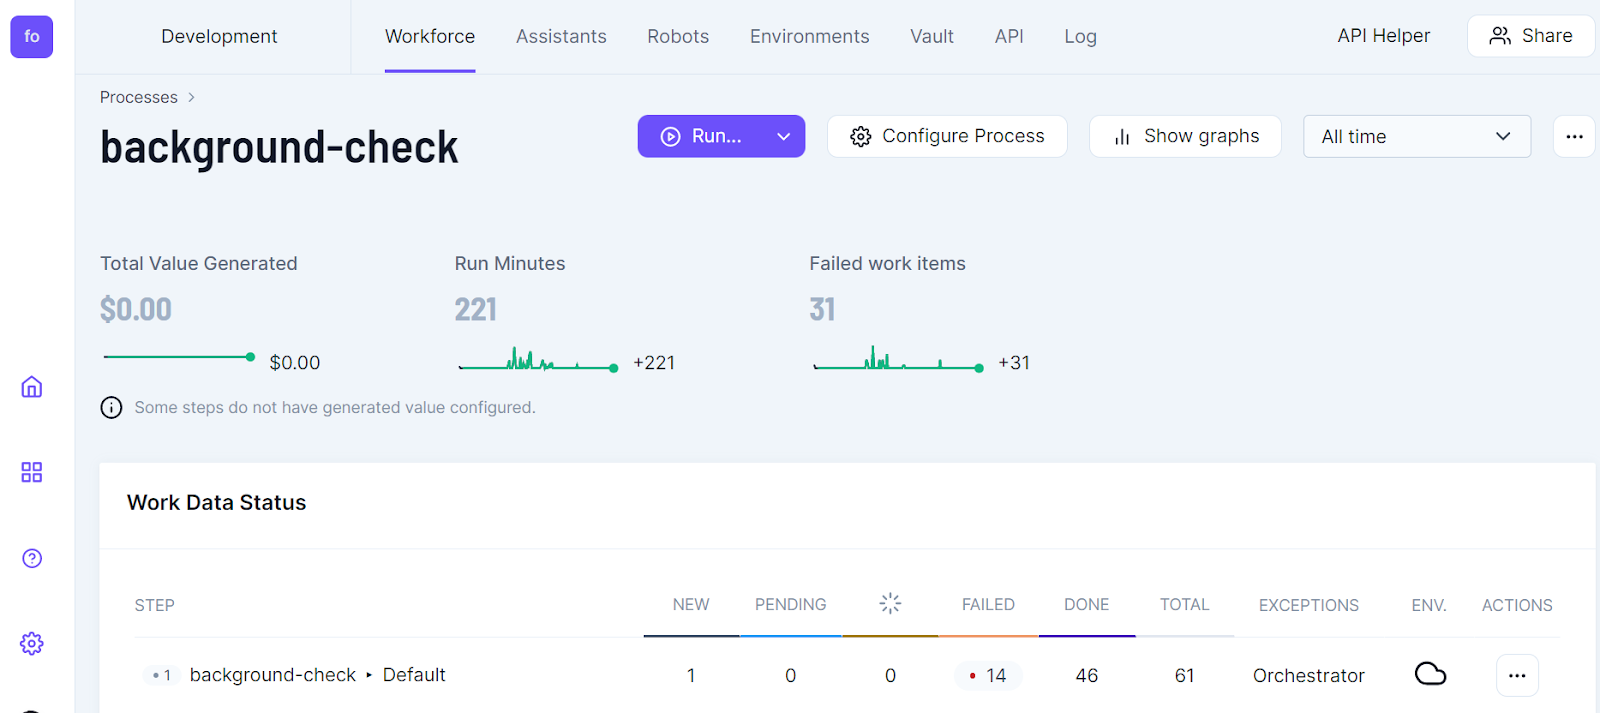 fo
Development
Workforce Assistants Robots Environments Vault API Log
API Helper
Share
Processes
background-check
Run...
Configure Process
Show graphs
All time
Total Value Generated Run Minutes Failed work items
$0.00 221 31
$0.00 +221 +31
Some steps do not have generated value configured.
Work Data Status
STEP NEW PENDING FAILED DONE TOTAL EXCEPTIONS ENV. ACTIONS
1 background-check ▸ Default 1 0 0 14 46 61 Orchestrator